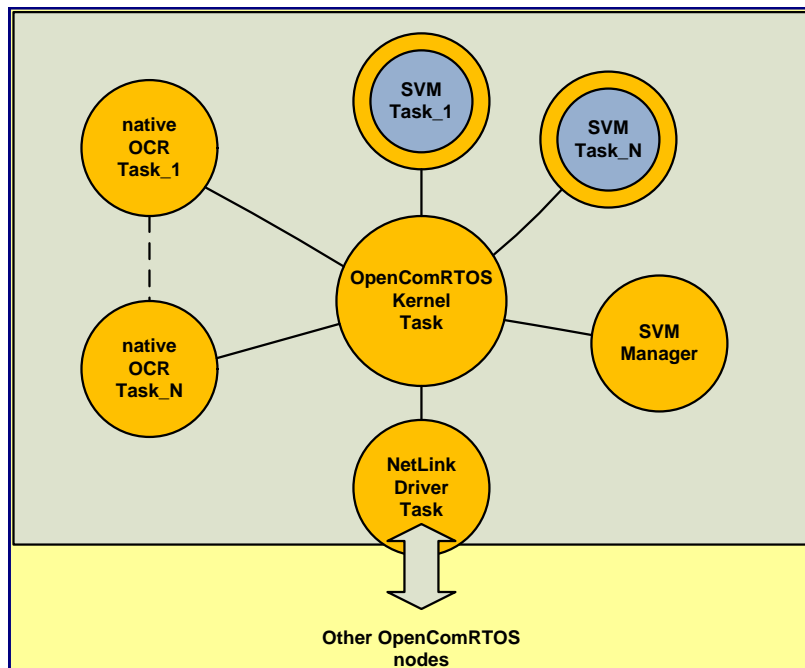 SVM
Task_1
SVM
Task_N
native
OCR
Task_1
OpenComRTOS
Kernel
Task
SVM
Manager
native
OCR
Task_N
NetLink
Driver
Task
Other OpenComRTOS
nodes